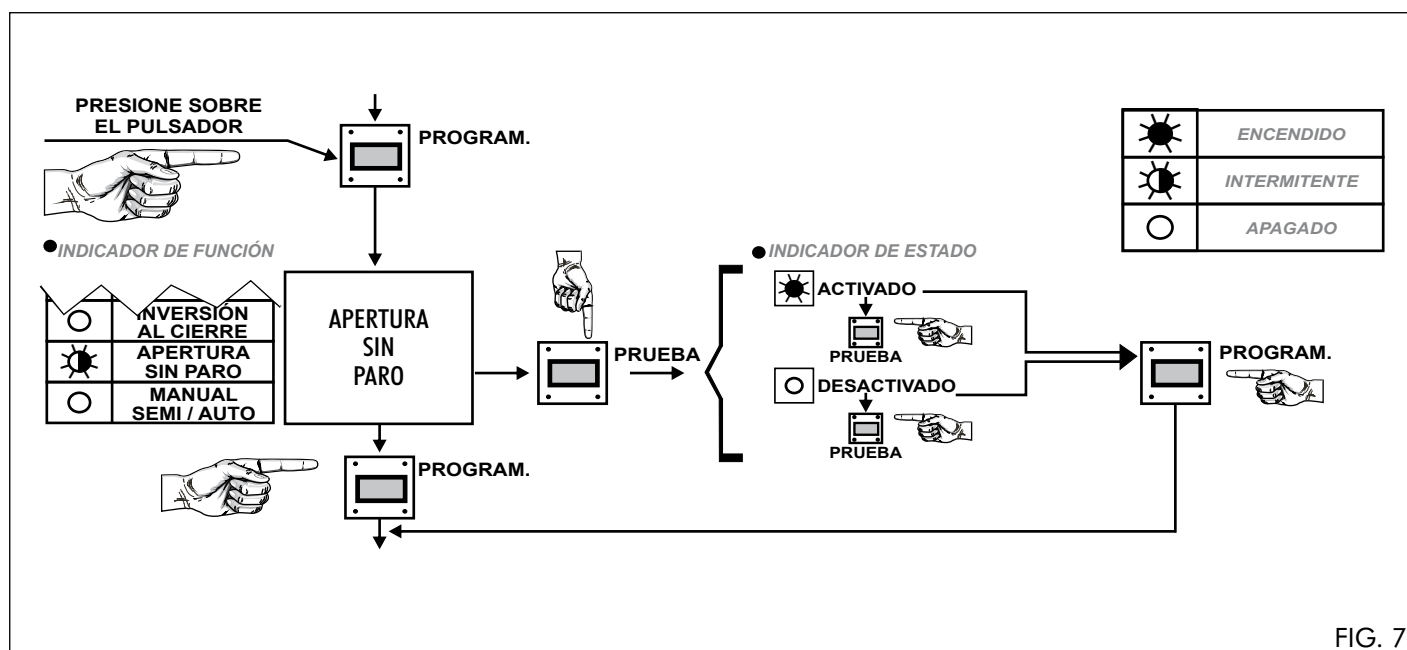 PRESIONE SOBRE
EL PULSADOR
PROGRAM.
ENCENDIDO
INTERMITENTE
APAGADO
INDICADOR DE FUNCIÓN
INVERSIÓN
AL CIERRE
APERTURA
SIN PARO
MANUAL
SEMI / AUTO
APERTURA
SIN
PARO
PRUEBA
INDICADOR DE ESTADO
ACTIVADO
PRUEBA
DESACTIVADO
PRUEBA
PROGRAM.
PROGRAM.
FIG. 7